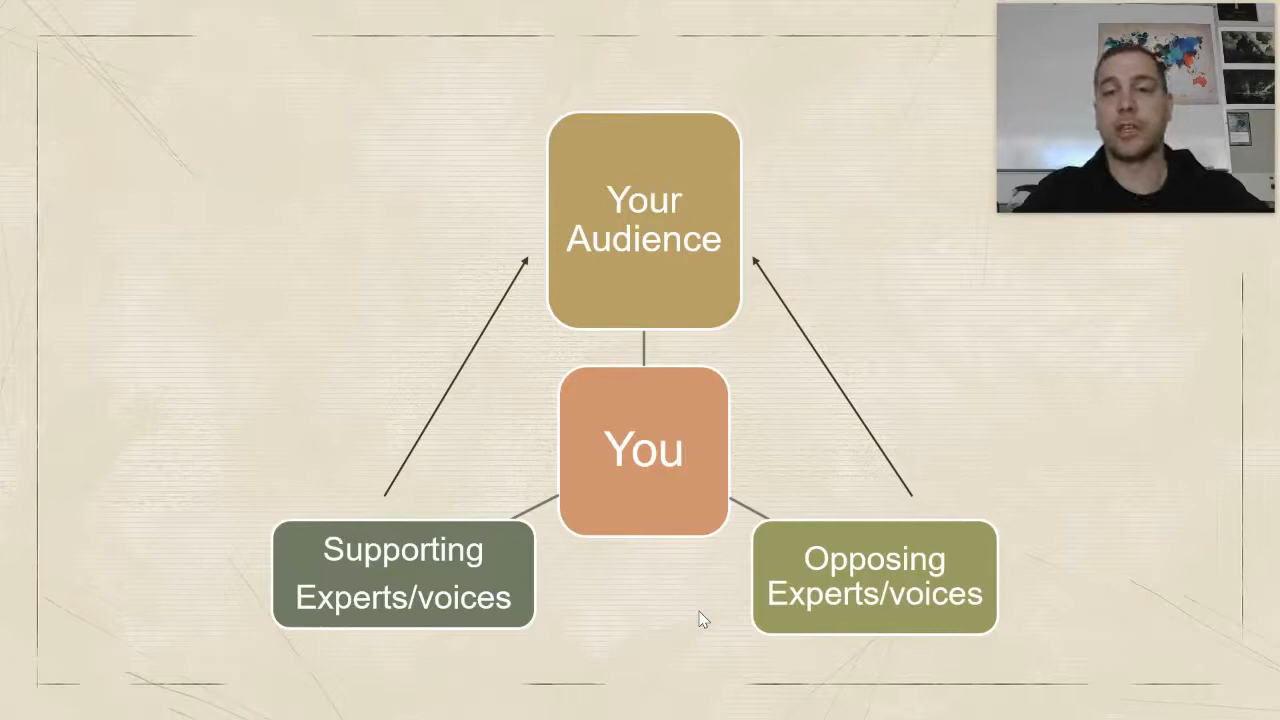 Your
Audience
You
Supporting
Experts/voices
Opposing
Experts/voices